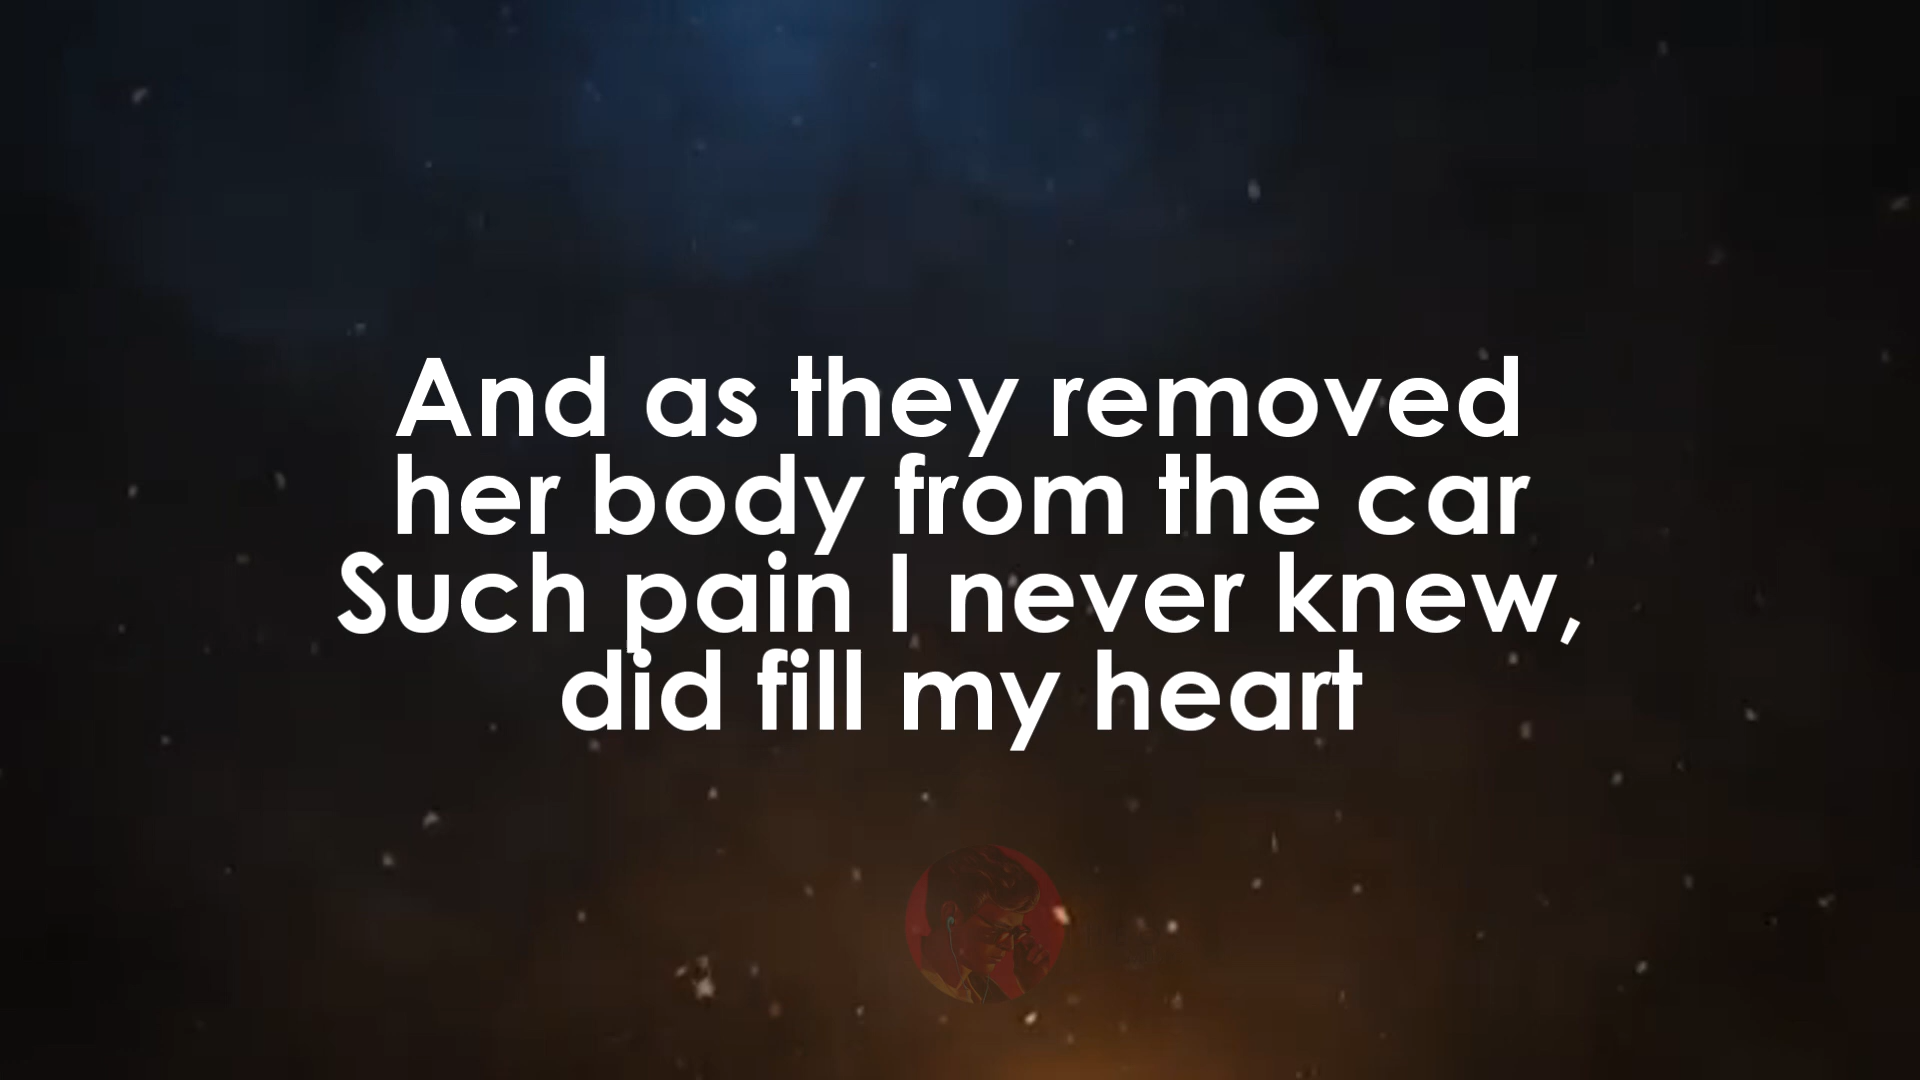 And as they removed
her body from the car
Such pain I never knew,
did fill my heart